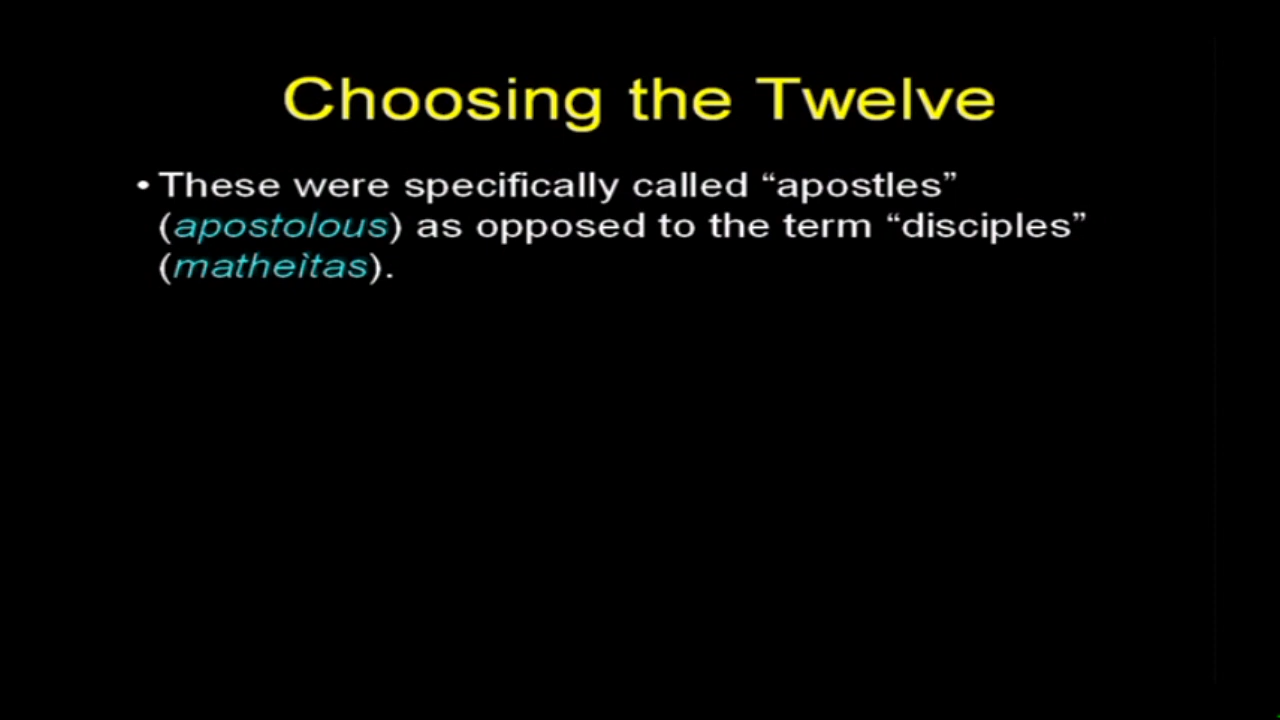 Choosing the Twelve
• These were specifically called “apostles”
(apostolous) as opposed to the term “disciples”
(matheitas).